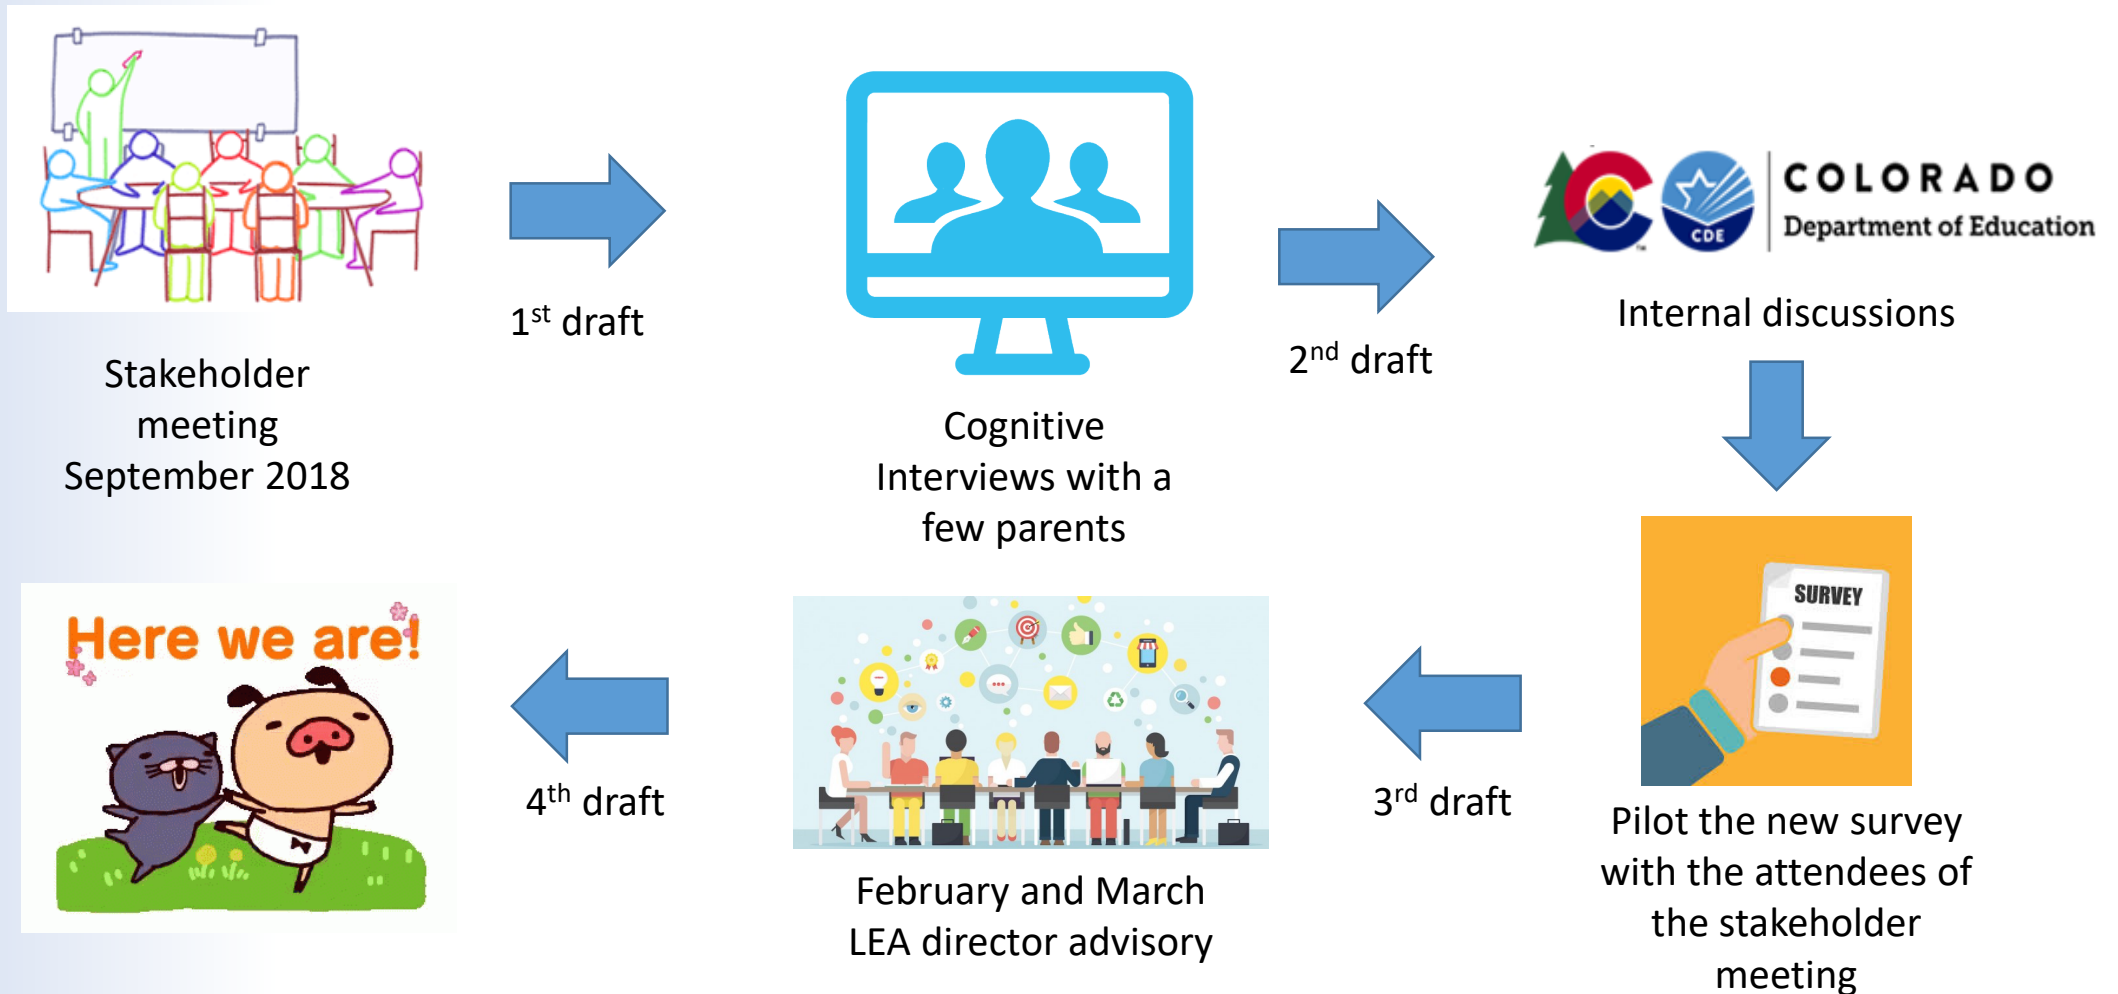 Stakeholder
meeting
September 2018
1st draft
Cognitive
Interviews with a
few parents
2nd draft
CDE
COLORADO
Department of Education
Internal discussions
SURVEY
Pilot the new survey
with the attendees of
the stakeholder
meeting
3rd draft
February and March
LEA director advisory
4th draft
Here we are!